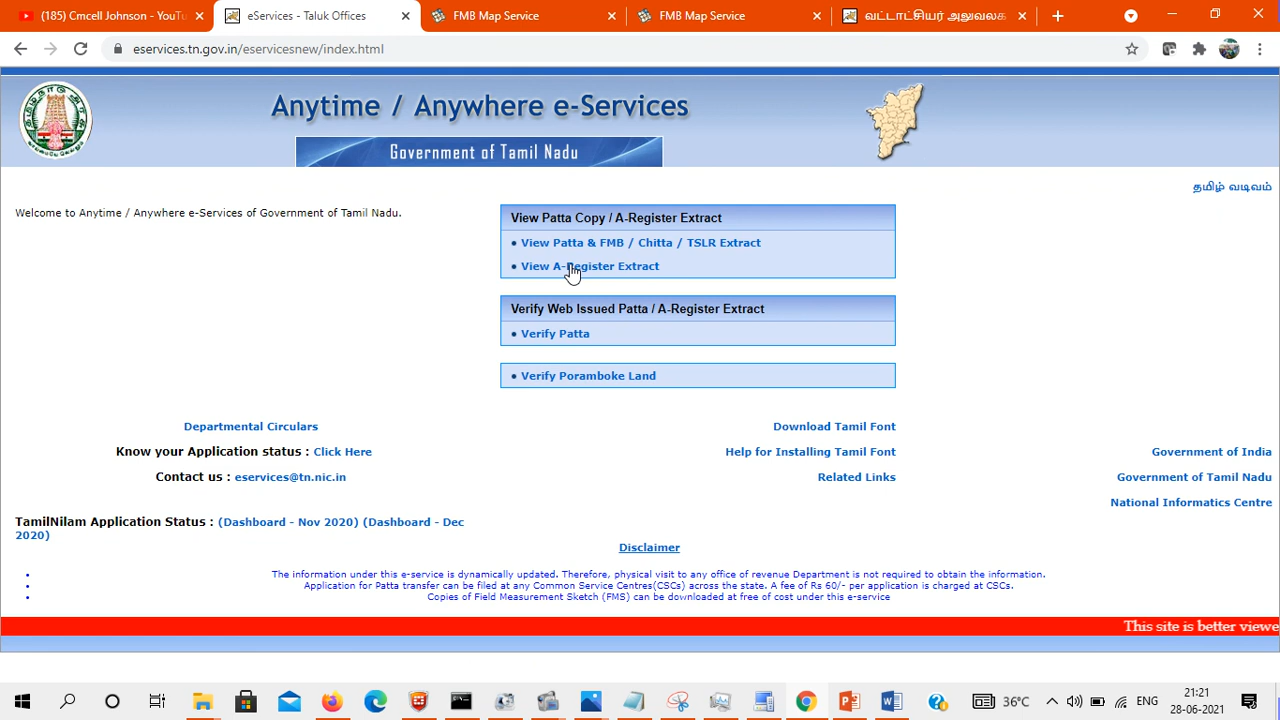 (185) Cmcell Johnson - YouTu
eServices - Taluk Offices
FMB Map Service
FMB Map Service
வட்டாட்சியர் அலுவலக
eservices.tn.gov.in/eservicesnew/index.html
Anytime / Anywhere e-Services
Government of Tamil Nadu
தமிழ் வடிவம்
Welcome to Anytime / Anywhere e-Services of Government of Tamil Nadu.
View Patta Copy / A-Register Extract
• View Patta & FMB / Chitta / TSLR Extract
• View A-Register Extract
Verify Web Issued Patta / A-Register Extract
• Verify Patta
• Verify Poramboke Land
Departmental Circulars
Download Tamil Font
Know your Application status : Click Here
Help for Installing Tamil Font
Government of India
Contact us : eservices@tn.nic.in
Related Links
Government of Tamil Nadu
National Informatics Centre
TamilNilam Application Status : (Dashboard - Nov 2020) (Dashboard - Dec
2020)
Disclaimer
• The information under this e-service is dynamically updated. Therefore, physical visit to any office of revenue Department is not required to obtain the information.
• Application for Patta transfer can be filed at any Common Service Centres(CSCs) across the state. A fee of Rs 60/- per application is charged at CSCs.
• Copies of Field Measurement Sketch (FMS) can be downloaded at free of cost under this e-service
This site is better viewe
36°C
ENG
21:21
28-06-2021